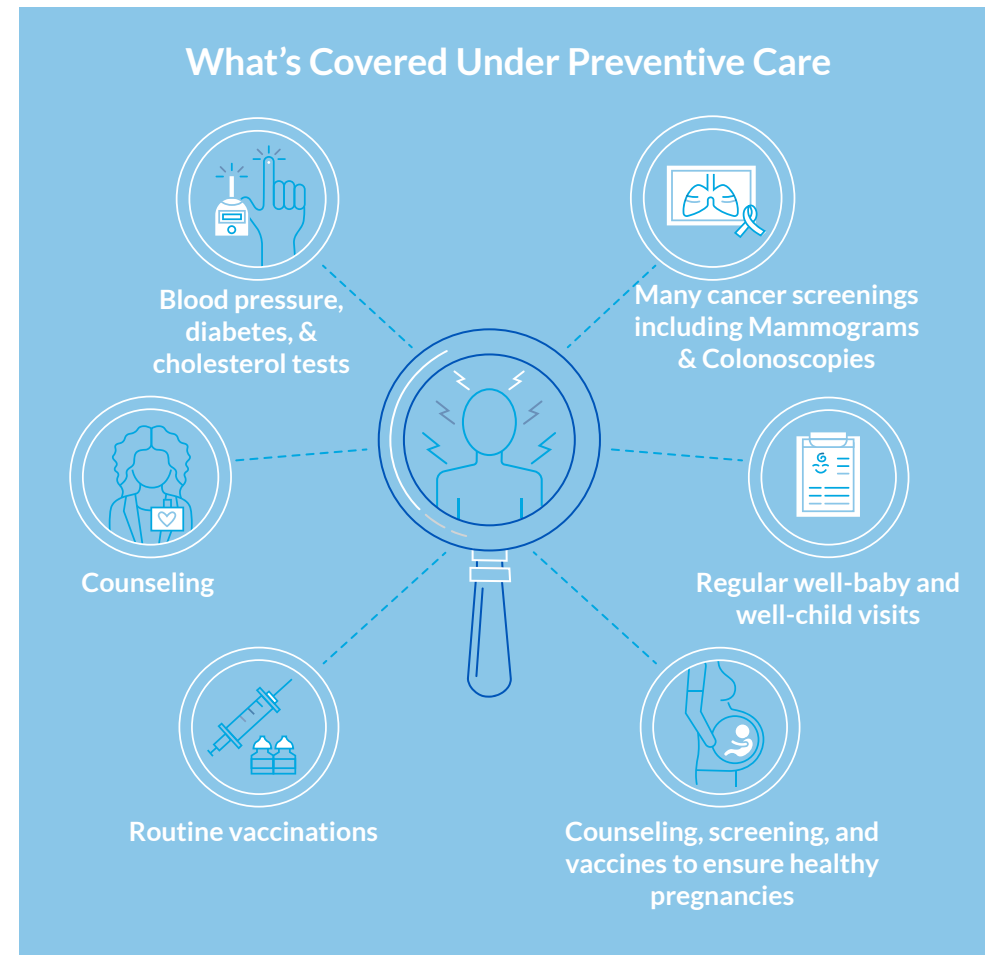 What’s Covered Under Preventive Care
Blood pressure,
diabetes, &
cholesterol tests
Many cancer screenings
including Mammograms
& Colonoscopies
Counseling
Regular well-baby and
well-child visits
Routine vaccinations
Counseling, screening, and
vaccines to ensure healthy
pregnancies